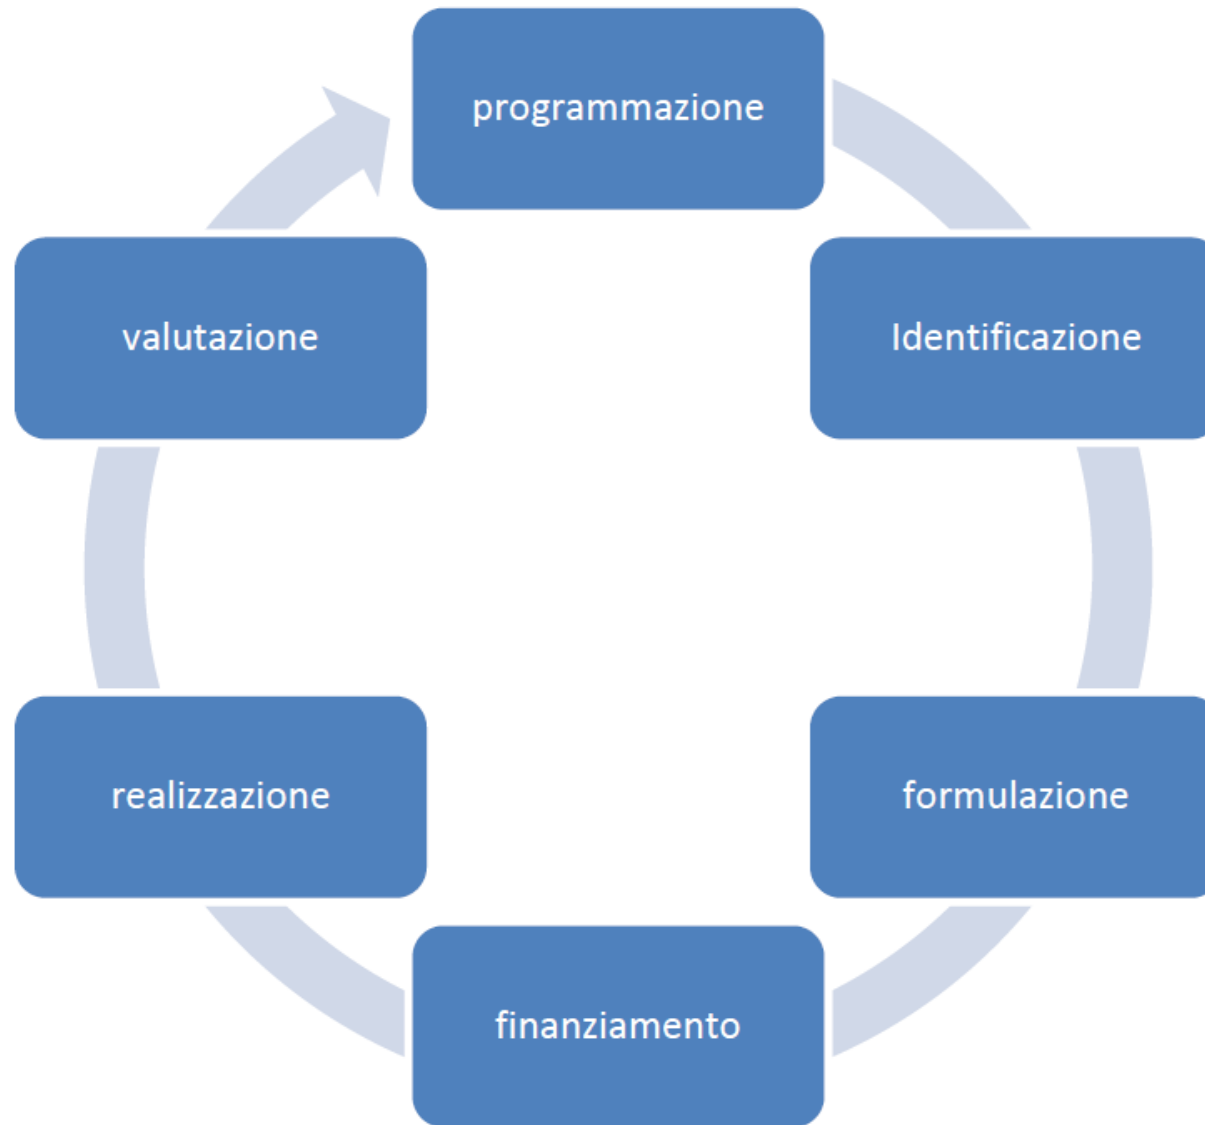 programmazione
Identificazione
formulazione
finanziamento
realizzazione
valutazione